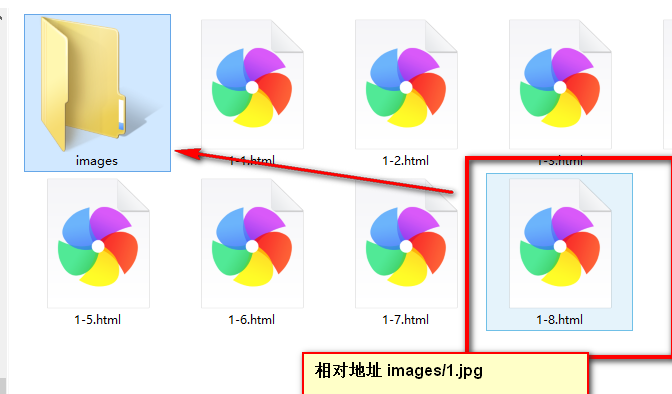 images
1-1.html
1-2.html
1-3.html
1-5.html
1-6.html
1-7.html
1-8.html
相对地址 images/1.jpg